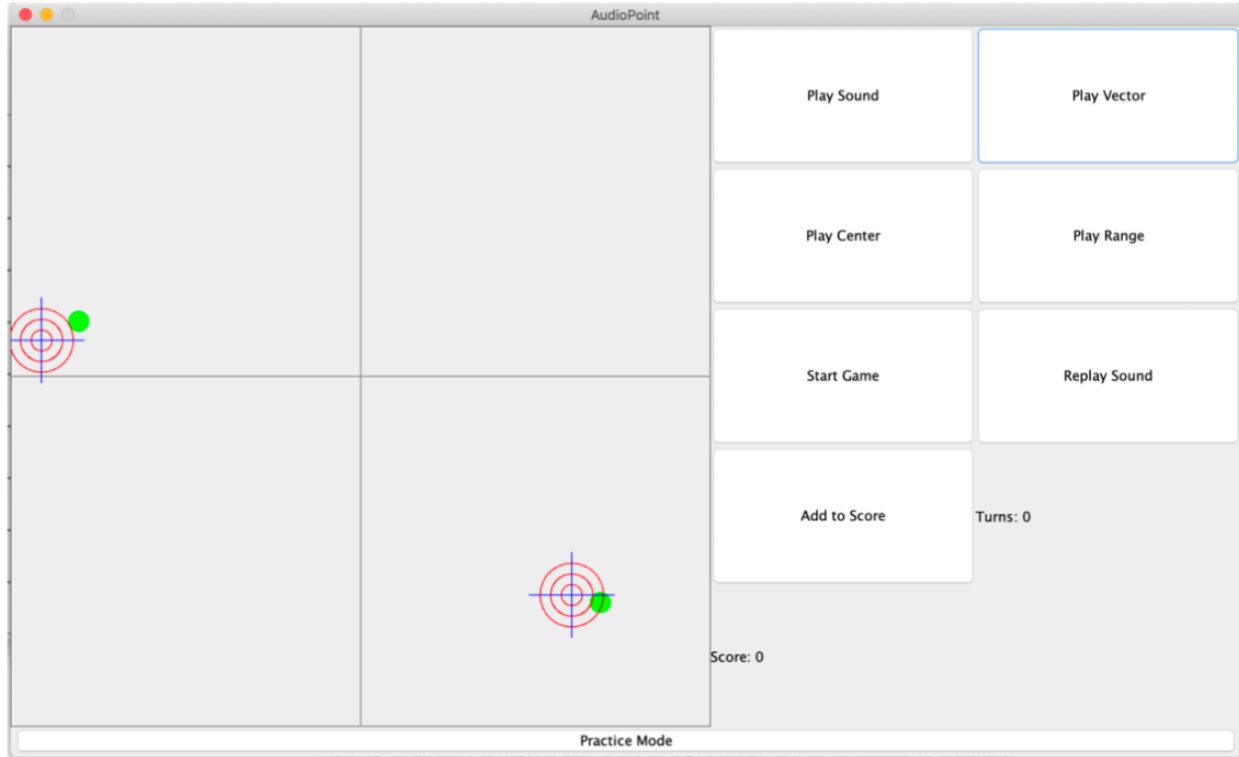 AudioPoint
Play Sound
Play Vector
Play Center
Play Range
Start Game
Replay Sound
Add to Score
Turns: 0
Score: 0
Practice Mode